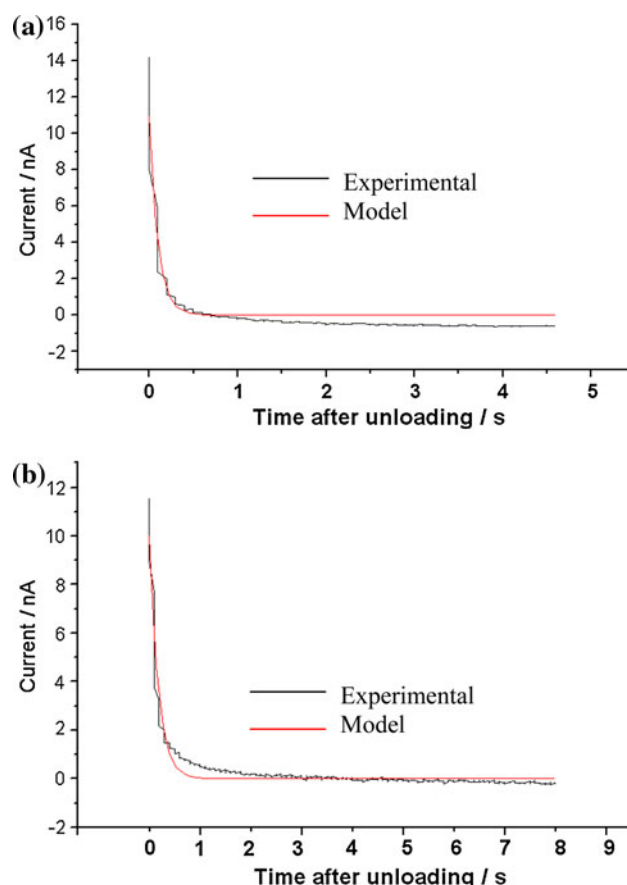 (a)
16
14
12
10
8
6
4
2
0
-2
Current / nA
Experimental
Model
0 1 2 3 4 5
Time after unloading / s
(b)
12
10
8
6
4
2
0
-2
Current / nA
Experimental
Model
0 1 2 3 4 5 6 7 8 9
Time after unloading / s